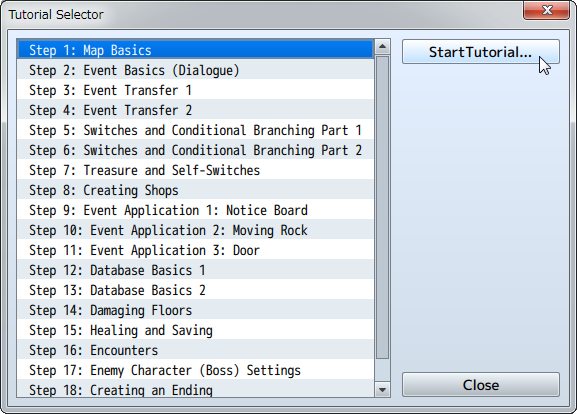 Tutorial Selector
Step 1: Map Basics
Step 2: Event Basics (Dialogue)
Step 3: Event Transfer 1
Step 4: Event Transfer 2
Step 5: Switches and Conditional Branching Part 1
Step 6: Switches and Conditional Branching Part 2
Step 7: Treasure and Self-Switches
Step 8: Creating Shops
Step 9: Event Application 1: Notice Board
Step 10: Event Application 2: Moving Rock
Step 11: Event Application 3: Door
Step 12: Database Basics 1
Step 13: Database Basics 2
Step 14: Damaging Floors
Step 15: Healing and Saving
Step 16: Encounters
Step 17: Enemy Character (Boss) Settings
Step 18: Creating an Ending
StartTutorial...
Close